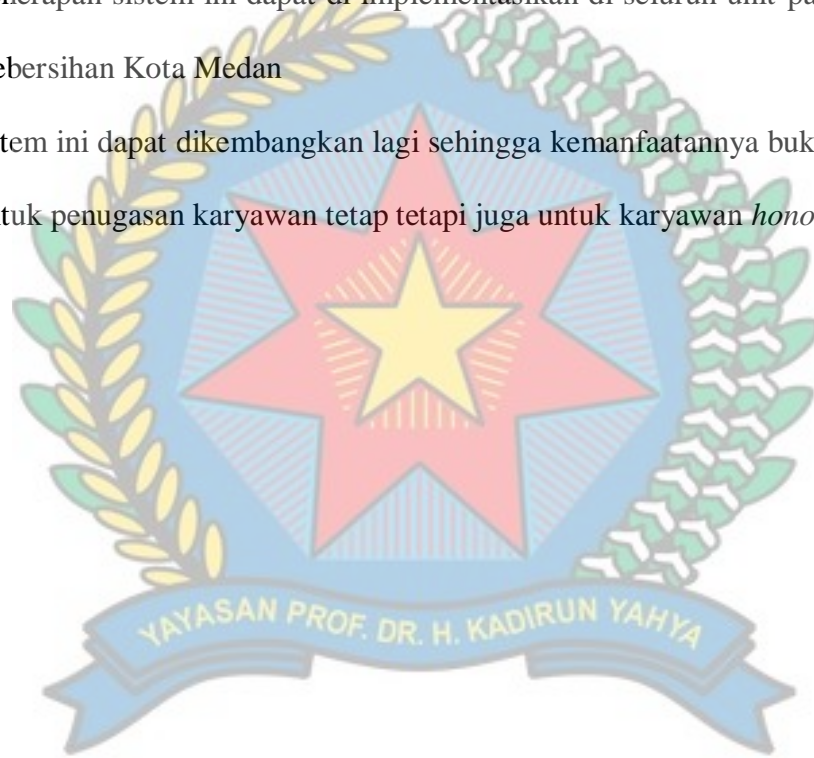 nerapan sistem ini dapat di implementasikan di seluruh unit pa
ebersihan Kota Medan
tem ini dapat dikembangkan lagi sehingga kemanfaatannya buk
tuk penugasan karyawan tetap tetapi juga untuk karyawan hono
YAYASAN PROF. DR. H. KADIRUN YAHYA